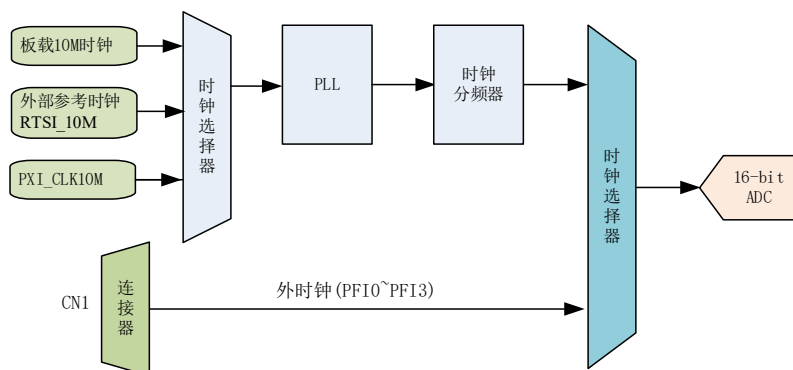 板载10M时钟
外部参考时钟
RTSI_10M
PXI_CLK10M
时钟选择器
PLL
时钟
分频器
时钟选择器
16-bit
ADC
CN1
连接器
外时钟(PFI0~PFI3)